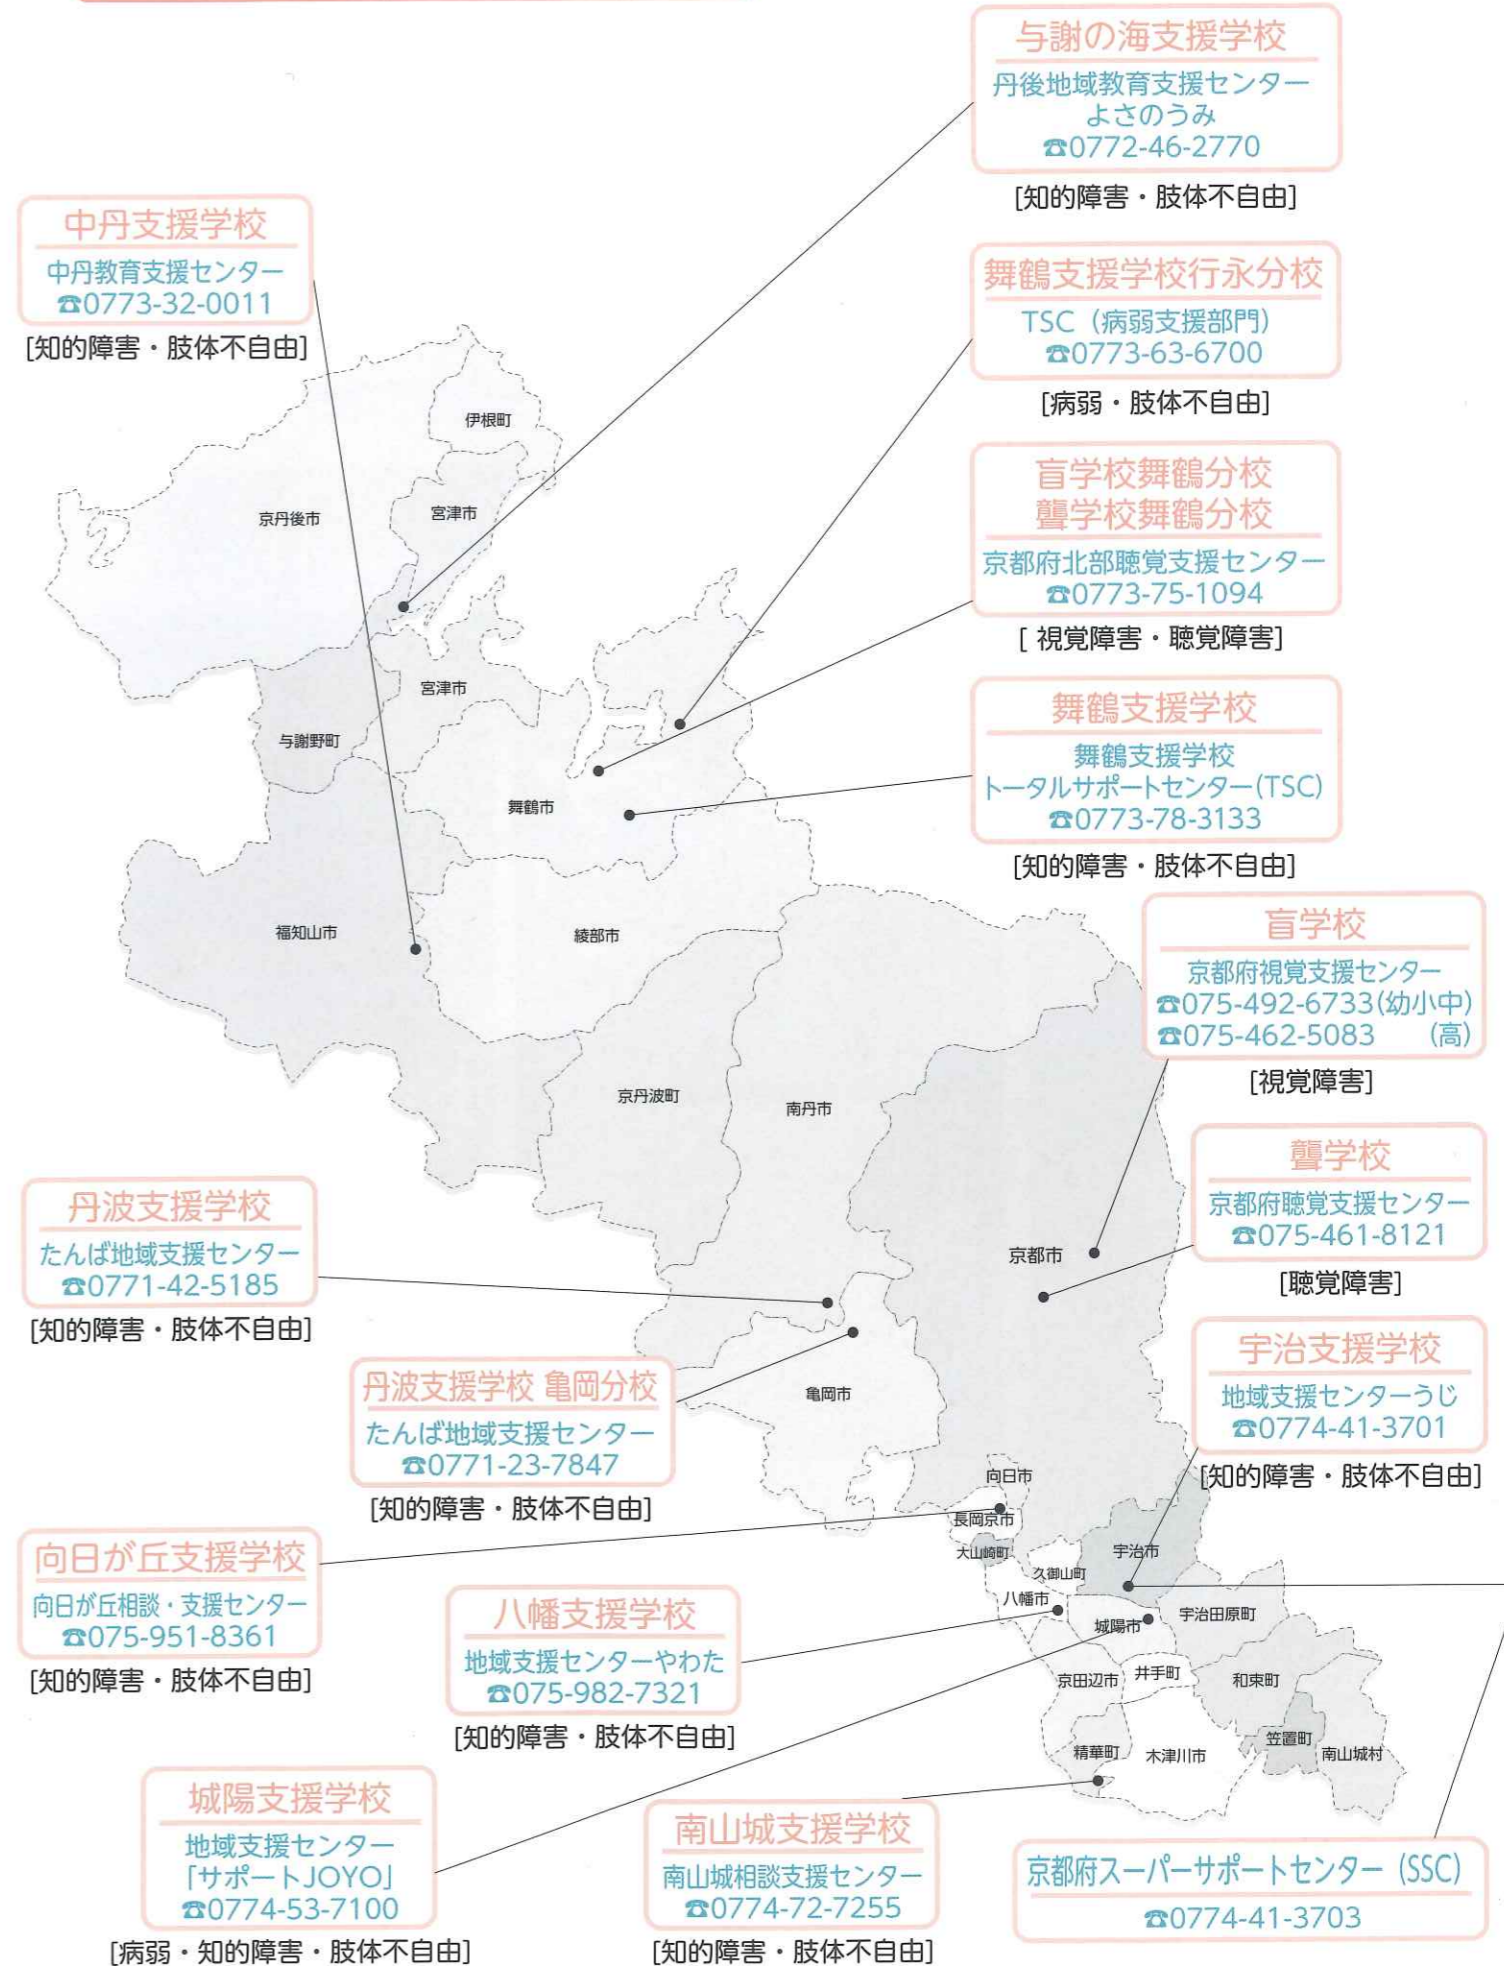 与謝の海支援学校
丹後地域教育支援センター
よさのうみ
☎0772-46-2770
[知的障害・肢体不自由]
中丹支援学校
中丹教育支援センター
☎0773-32-0011
[知的障害・肢体不自由]
舞鶴支援学校行永分校
TSC（病弱支援部門）
☎0773-63-6700
[病弱・肢体不自由]
盲学校舞鶴分校
聾学校舞鶴分校
京都府北部聴覚支援センター
☎0773-75-1094
[ 視覚障害・聴覚障害]
舞鶴支援学校
舞鶴支援学校
トータルサポートセンター(TSC)
☎0773-78-3133
[知的障害・肢体不自由]
伊根町
京丹後市
宮津市
宮津市
与謝野町
舞鶴市
福知山市
綾部市
盲学校
京都府視覚支援センター
☎075-492-6733(幼小中)
☎075-462-5083 (高)
[視覚障害]
京丹波町
南丹市
聾学校
京都府聴覚支援センター
☎075-461-8121
[聴覚障害]
丹波支援学校
たんば地域支援センター
☎0771-42-5185
[知的障害・肢体不自由]
京都市
宇治支援学校
地域支援センターうじ
☎0774-41-3701
[知的障害・肢体不自由]
丹波支援学校 亀岡分校
たんば地域支援センター
☎0771-23-7847
[知的障害・肢体不自由]
亀岡市
向日市
長岡京市
大山崎町
宇治市
久御山町
八幡市
城陽市
宇治田原町
京田辺市
井手町
和束町
精華町
木津川市
笠置町
南山城村
向日が丘支援学校
向日が丘相談・支援センター
☎075-951-8361
[知的障害・肢体不自由]
八幡支援学校
地域支援センターやわた
☎075-982-7321
[知的障害・肢体不自由]
城陽支援学校
地域支援センター
「サポートJOYO」
☎0774-53-7100
[病弱・知的障害・肢体不自由]
南山城支援学校
南山城相談支援センター
☎0774-72-7255
[知的障害・肢体不自由]
京都府スーパーサポートセンター（SSC）
☎0774-41-3703